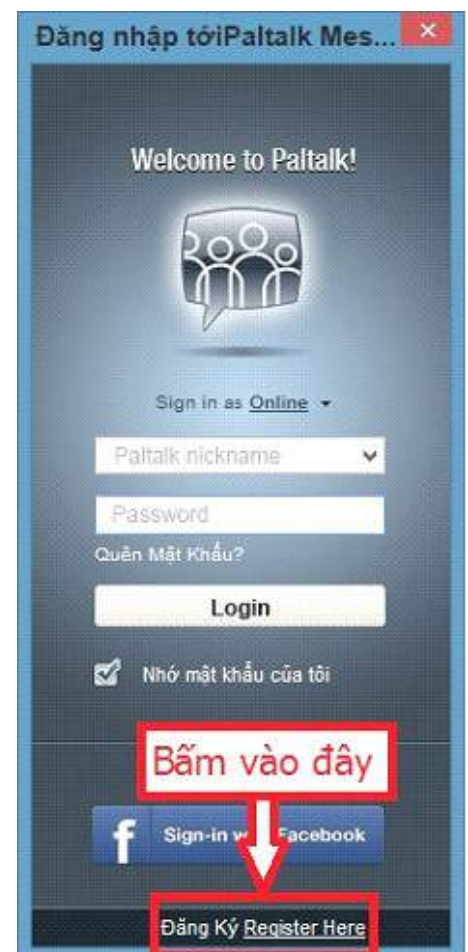 Đăng nhập tớiPaltalk Mes...
Welcome to Paltalk!
Sign in as Online
Paltalk nickname
Password
Quên Mật Khẩu?
Login
Nhớ mật khẩu của tôi
Bấm vào đây
f Sign-in w Facebook
Đăng Ký Register Here